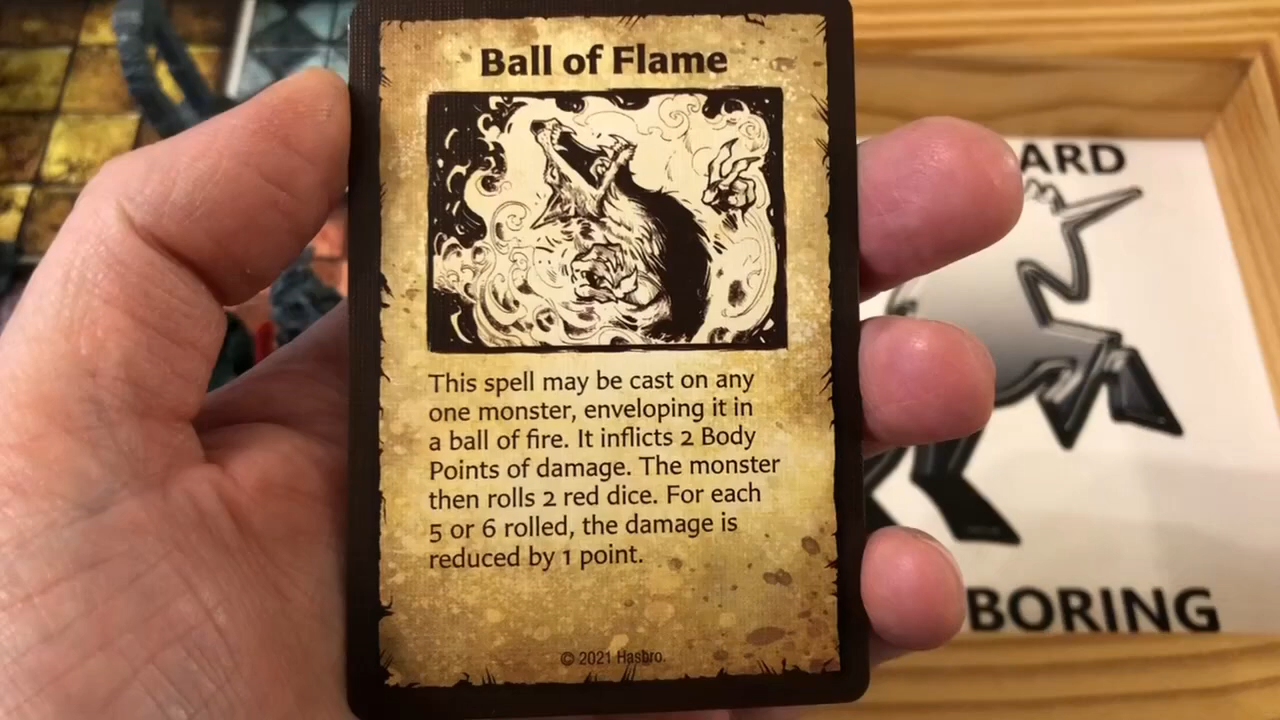 Ball of Flame
This spell may be cast on any
one monster, enveloping it in
a ball of fire. It inflicts 2 Body
Points of damage. The monster
then rolls 2 red dice. For each
5 or 6 rolled, the damage is
reduced by 1 point.
© 2021 Hasbro.
ARD
BORING